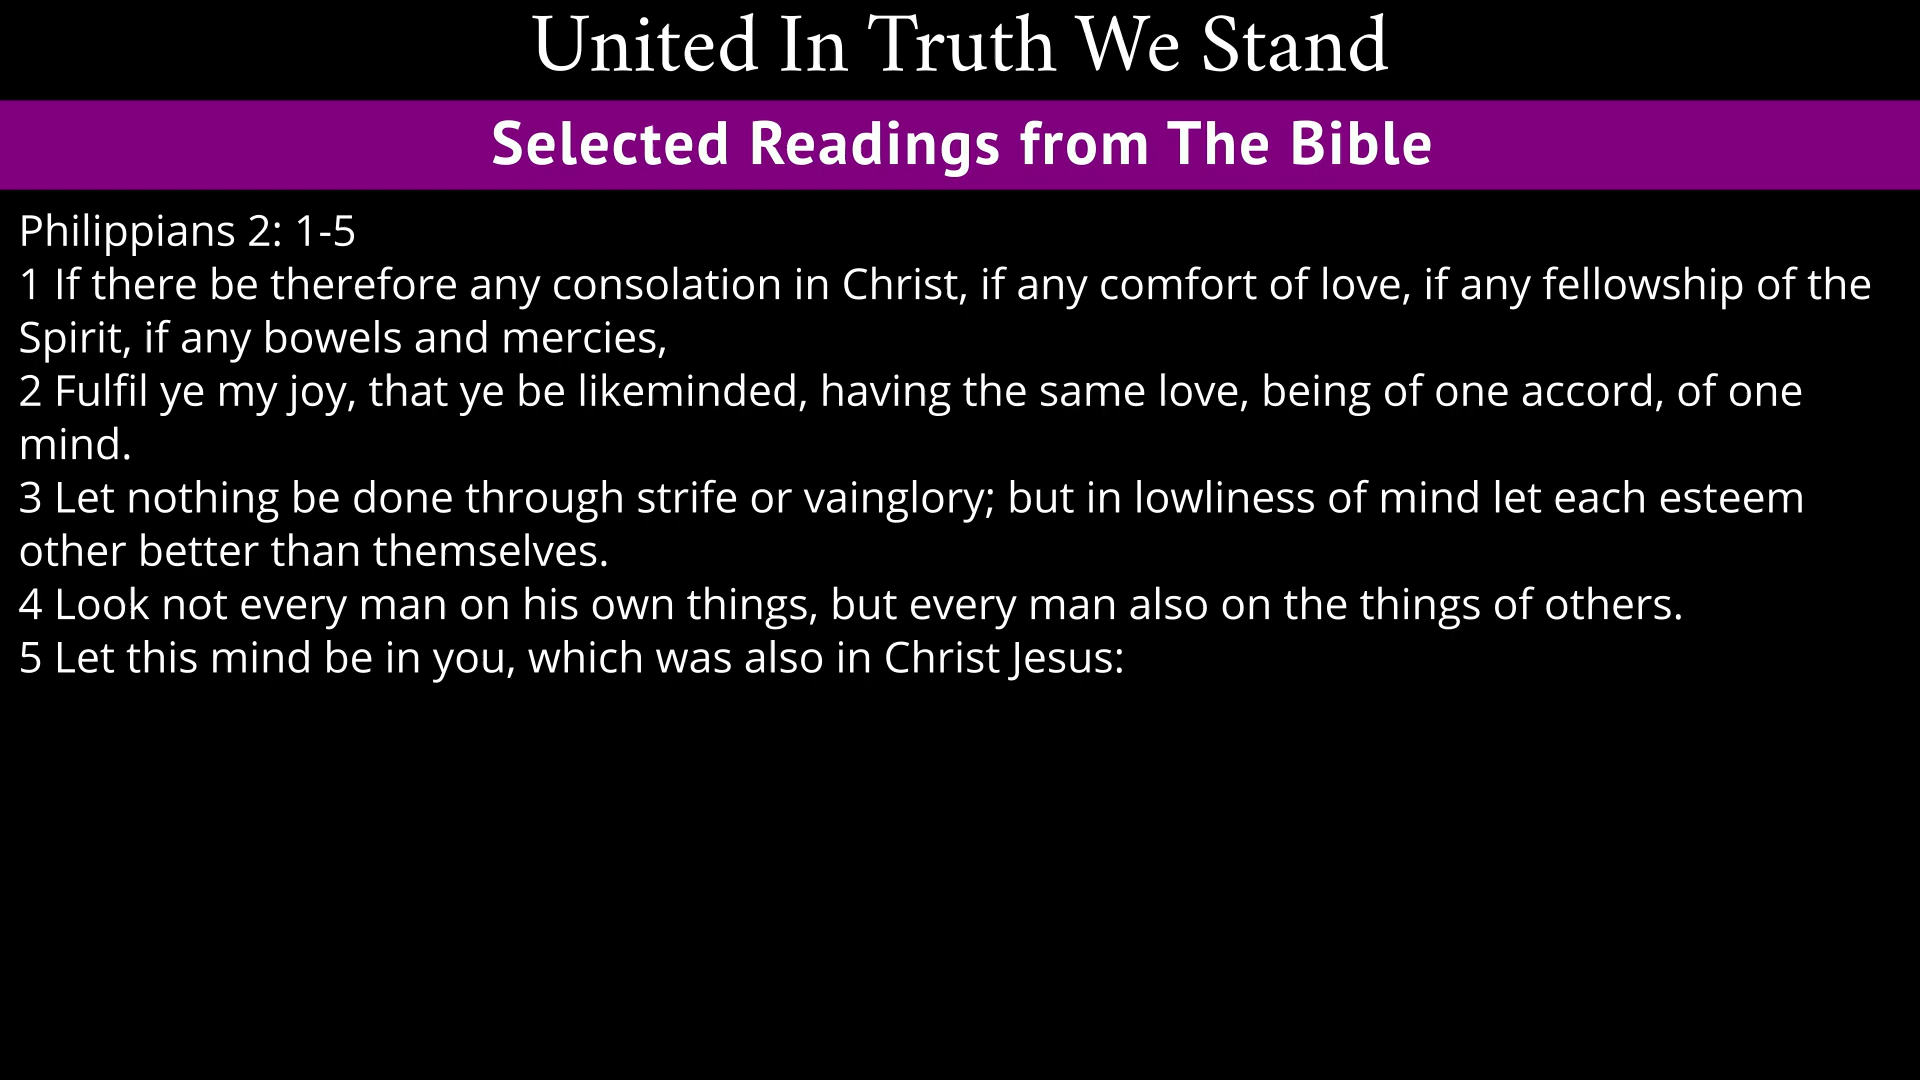 United In Truth We Stand
Selected Readings from The Bible
Philippians 2: 1-5
1 If there be therefore any consolation in Christ, if any comfort of love, if any fellowship of the
Spirit, if any bowels and mercies,
2 Fulfil ye my joy, that ye be likeminded, having the same love, being of one accord, of one
mind.
3 Let nothing be done through strife or vainglory; but in lowliness of mind let each esteem
other better than themselves.
4 Look not every man on his own things, but every man also on the things of others.
5 Let this mind be in you, which was also in Christ Jesus: